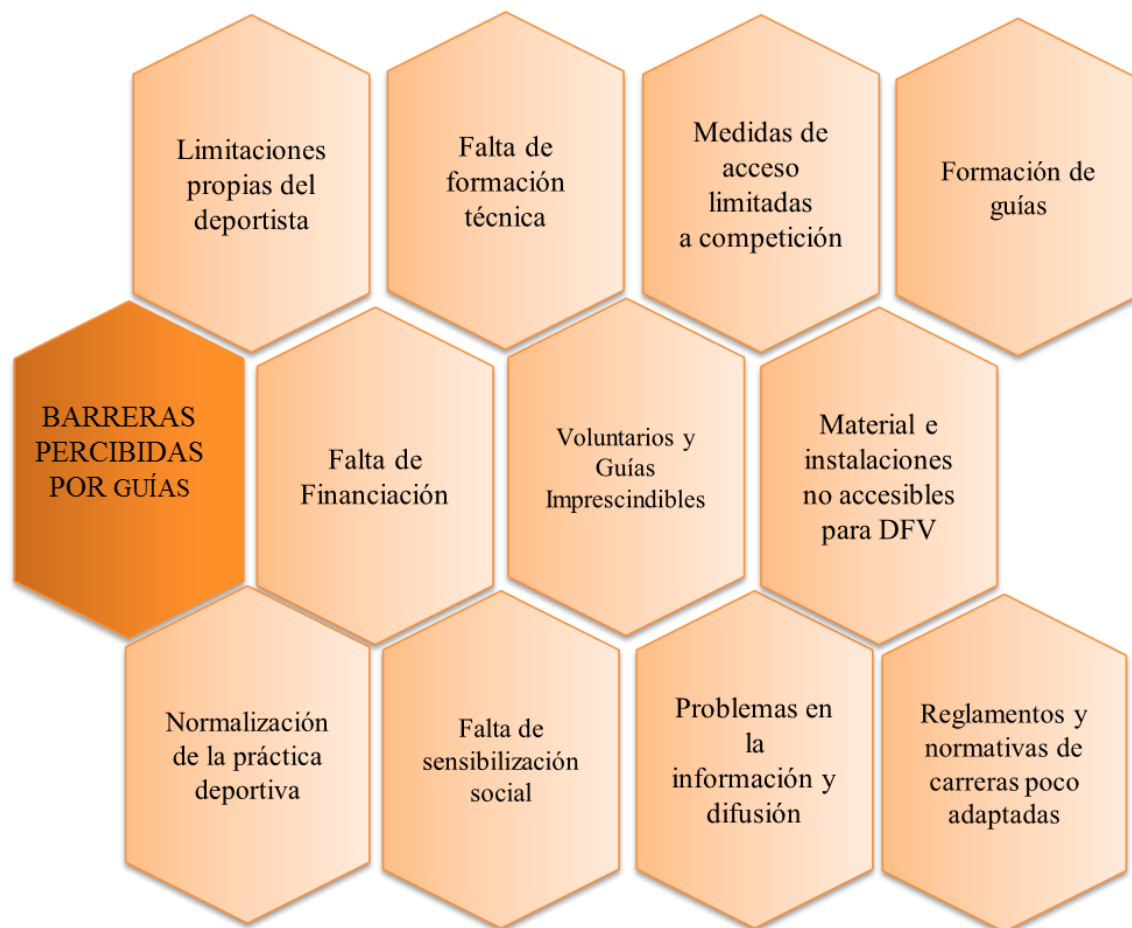 Limitaciones
propias del
deportista
Falta de
formación
técnica
Medidas de
acceso
limitadas
a competición
Formación de
guías
BARRERAS
PERCIBIDAS
POR GUÍAS
Falta de
Financiación
Voluntarios y
Guías
Imprescindibles
Material e
instalaciones
no accesibles
para DFV
Normalización
de la práctica
deportiva
Falta de
sensibilización
social
Problemas en
la
información y
difusión
Reglamentos y
normativas de
carreras poco
adaptadas